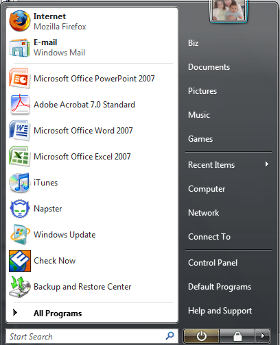 Internet
Mozilla Firefox
E-mail
Windows Mail
Microsoft Office PowerPoint 2007
Adobe Acrobat 7.0 Standard
Microsoft Office Word 2007
Microsoft Office Excel 2007
iTunes
Napster
Windows Update
Check Now
Backup and Restore Center
All Programs
Start Search
Biz
Documents
Pictures
Music
Games
Recent Items
Computer
Network
Connect To
Control Panel
Default Programs
Help and Support